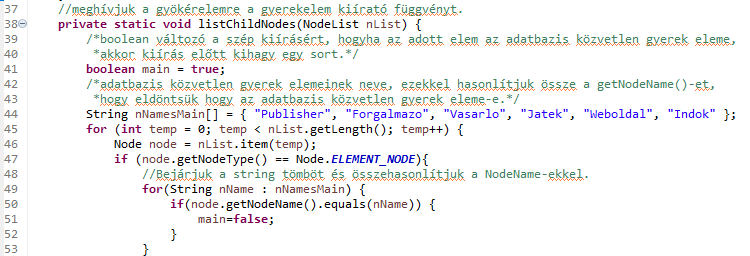 37 //meghívjuk a gyökérelemre a gyerekelem kiírató függvényt.
38 private static void listChildNodes(NodeList nList) {
39 /*boolean változó a szép kiírásért, hogyha az adott elem az adatbazis közvetlen gyerek eleme,
40 *akkor kiírás előtt kihagy egy sort.*/
41 boolean main = true;
42 /*adatbazis közvetlen gyerek elemeinek neve, ezekkel hasonlítjuk össze a getNodeName()-et,
43 *hogy eldöntsük hogy az adatbazis közvetlen gyerek eleme-e.*/
44 String nNamesMain[] = { "Publisher", "Forgalmazo", "Vasarlo", "Jatek", "Weboldal", "Indok" };
45 for (int temp = 0; temp < nList.getLength(); temp++) {
46 Node node = nList.item(temp);
47 if (node.getNodeType() == Node.ELEMENT_NODE){
48 //Bejárjuk a string tömböt és összehasonlítjuk a NodeName-ekkel.
49 for(String nName : nNamesMain) {
50 if(node.getNodeName().equals(nName)) {
51 main=false;
52 }
53 }